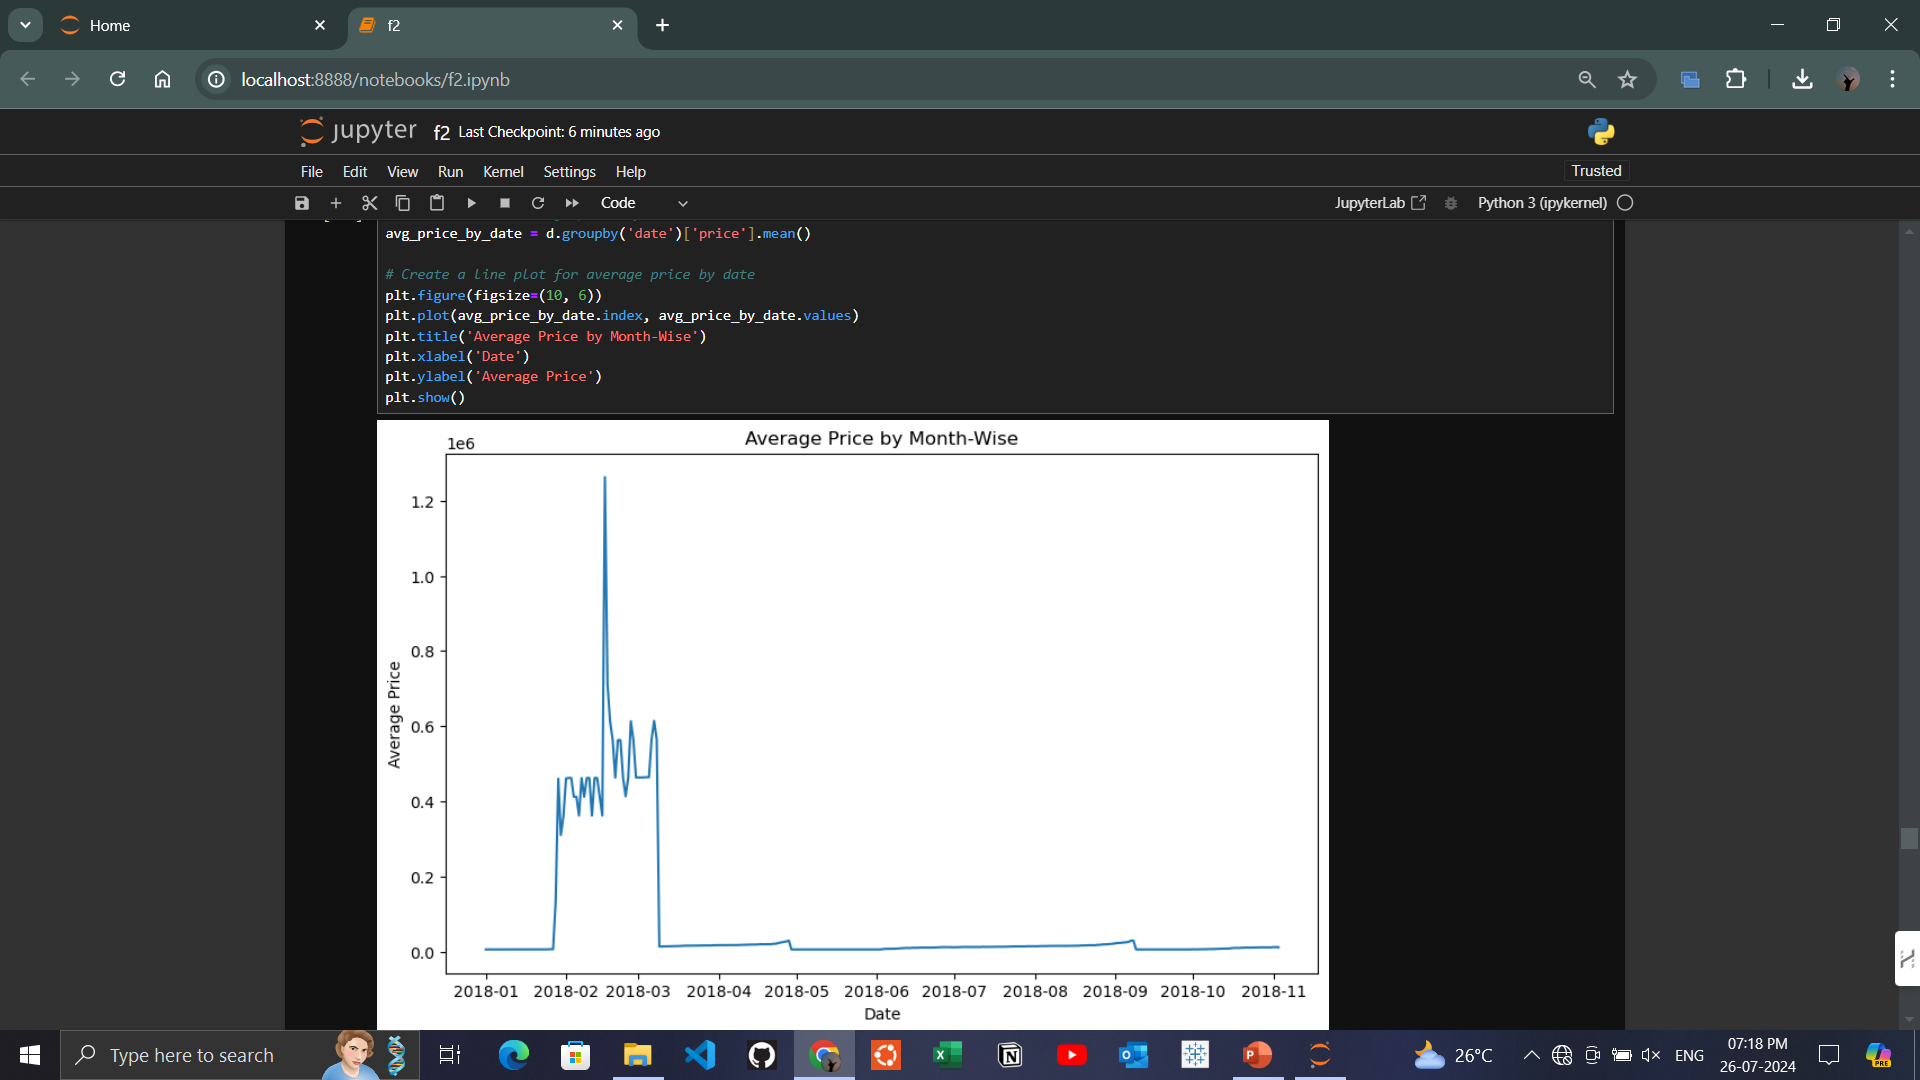 Home
f2
localhost:8888/notebooks/f2.ipynb
jupyter f2 Last Checkpoint: 6 minutes ago
File Edit View Run Kernel Settings Help Trusted
Code JupyterLab Python 3 (ipykernel)
avg_price_by_date = d.groupby('date')['price'].mean()
# Create a line plot for average price by date
plt.figure(figsize=(10, 6))
plt.plot(avg_price_by_date.index, avg_price_by_date.values)
plt.title('Average Price by Month-Wise')
plt.xlabel('Date')
plt.ylabel('Average Price')
plt.show()
Average Price by Month-Wise
1e6
1.2
1.0
0.8
0.6
0.4
0.2
0.0
Average Price
2018-01 2018-02 2018-03 2018-04 2018-05 2018-06 2018-07 2018-08 2018-09 2018-10 2018-11
Date
Type here to search
26°C
ENG
07:18 PM
26-07-2024
PRE